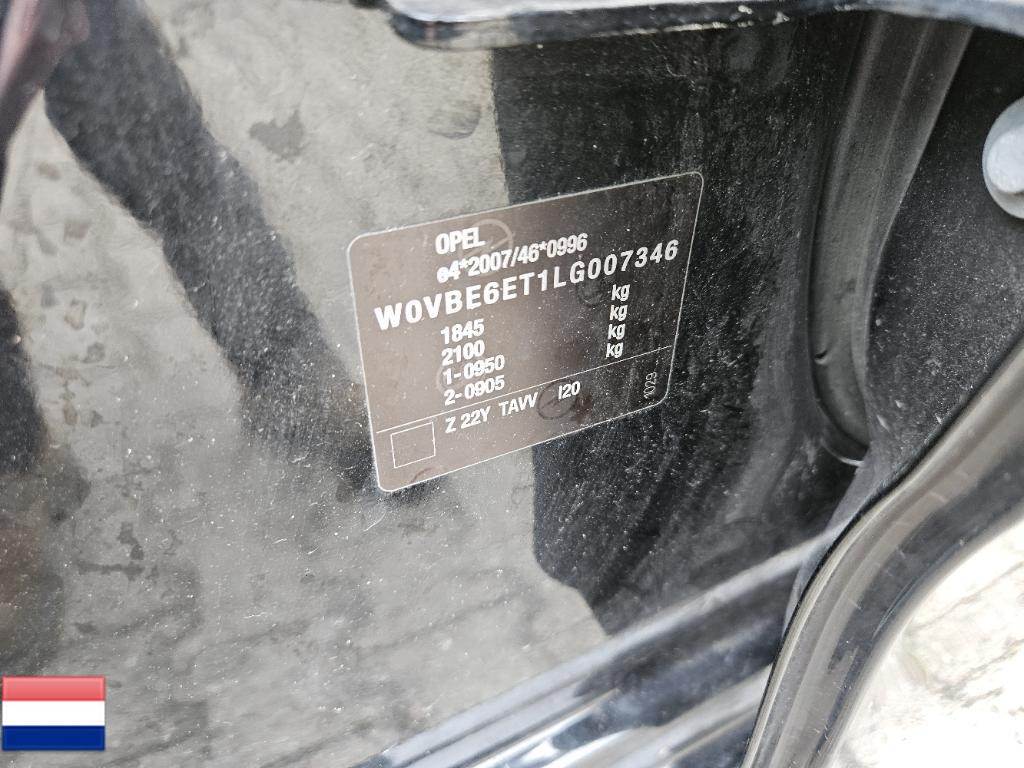 OPEL
e4*2007/46*0996
W0VBE6ET1LG007346
1845 kg
2100 kg
1-0950 kg
2-0905 kg
Z 22Y TAVV I20
1029